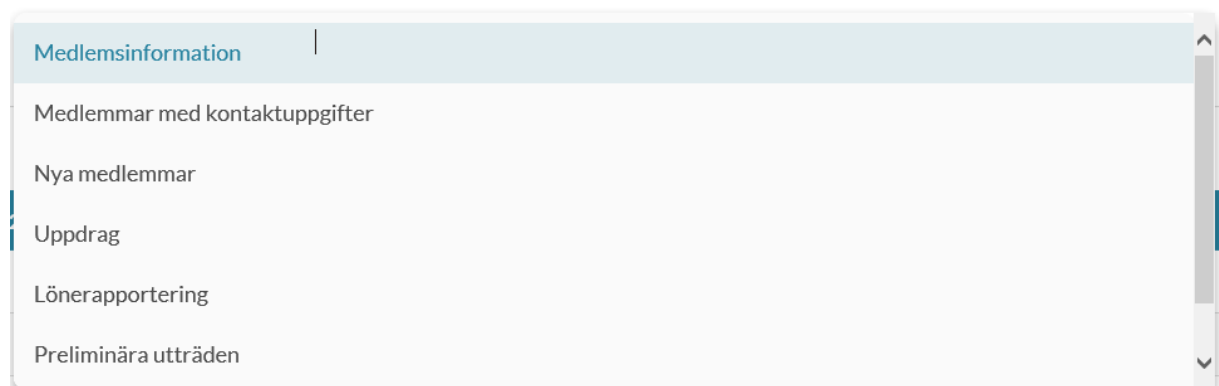 Medlemsinformation
Medlemmar med kontaktuppgifter
Nya medlemmar
Uppdrag
Lönerapportering
Preliminära utträden